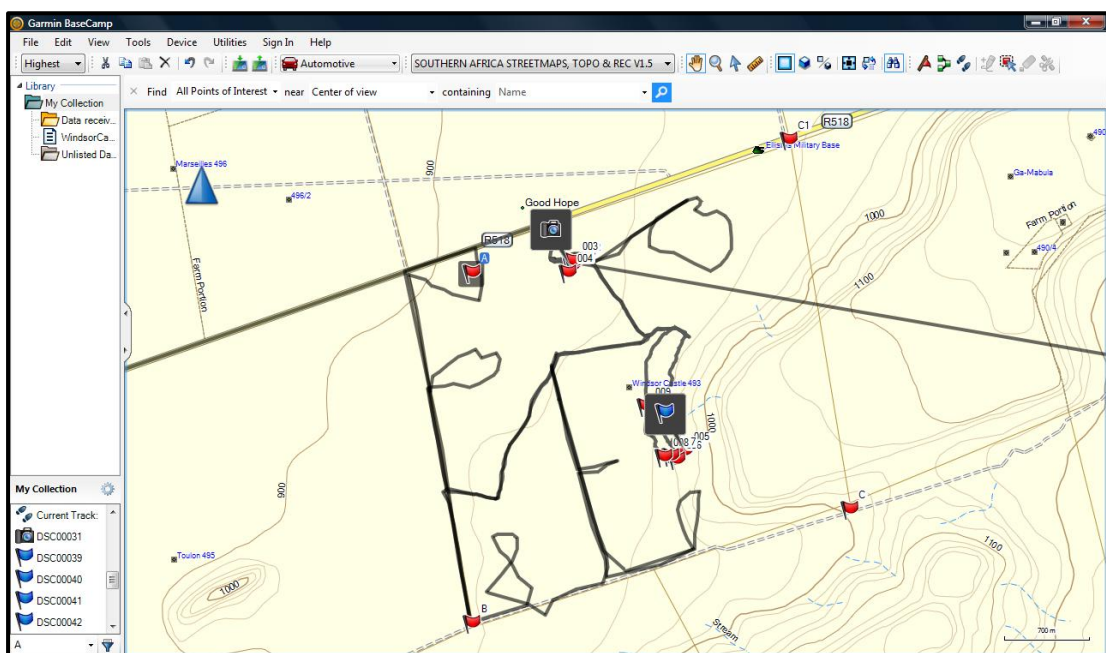 Garmin BaseCamp
File Edit View Tools Device Utilities Sign In Help
Highest Automotive SOUTHERN AFRICA STREETMAPS, TOPO & REC V1.5
Library
My Collection
Data receiv...
WindsorCa...
Unlisted Da...
Find All Points of Interest near Center of view containing Name
C1
R518
Military Base
490
Marseilles 496
900
Ga-Mabula
496/2
Good Hope
1000
Farm Portion
R518
A
003
004
490/4
Farm Portion
1100
Windsor Castle 493
009
1000
005
My Collection
Current Track:
DSC00031
DSC00039
DSC00040
DSC00041
DSC00042
A
900
C
Toulon 495
1000
1100
B
Stream
700 m